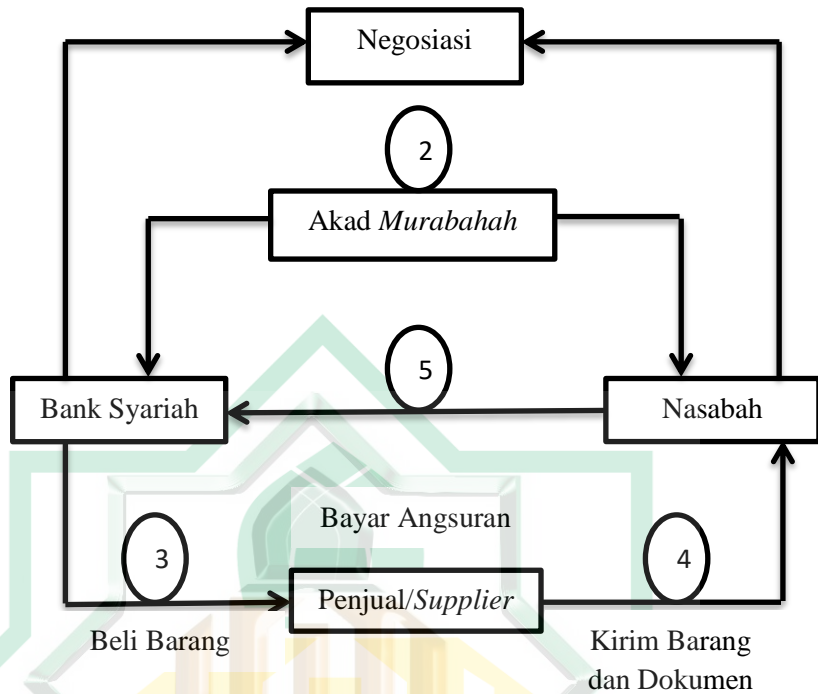 Negosiasi
2
Akad Murabahah
5
Bank Syariah
Nasabah
Bayar Angsuran
3
4
Penjual/Supplier
Beli Barang
Kirim Barang
dan Dokumen